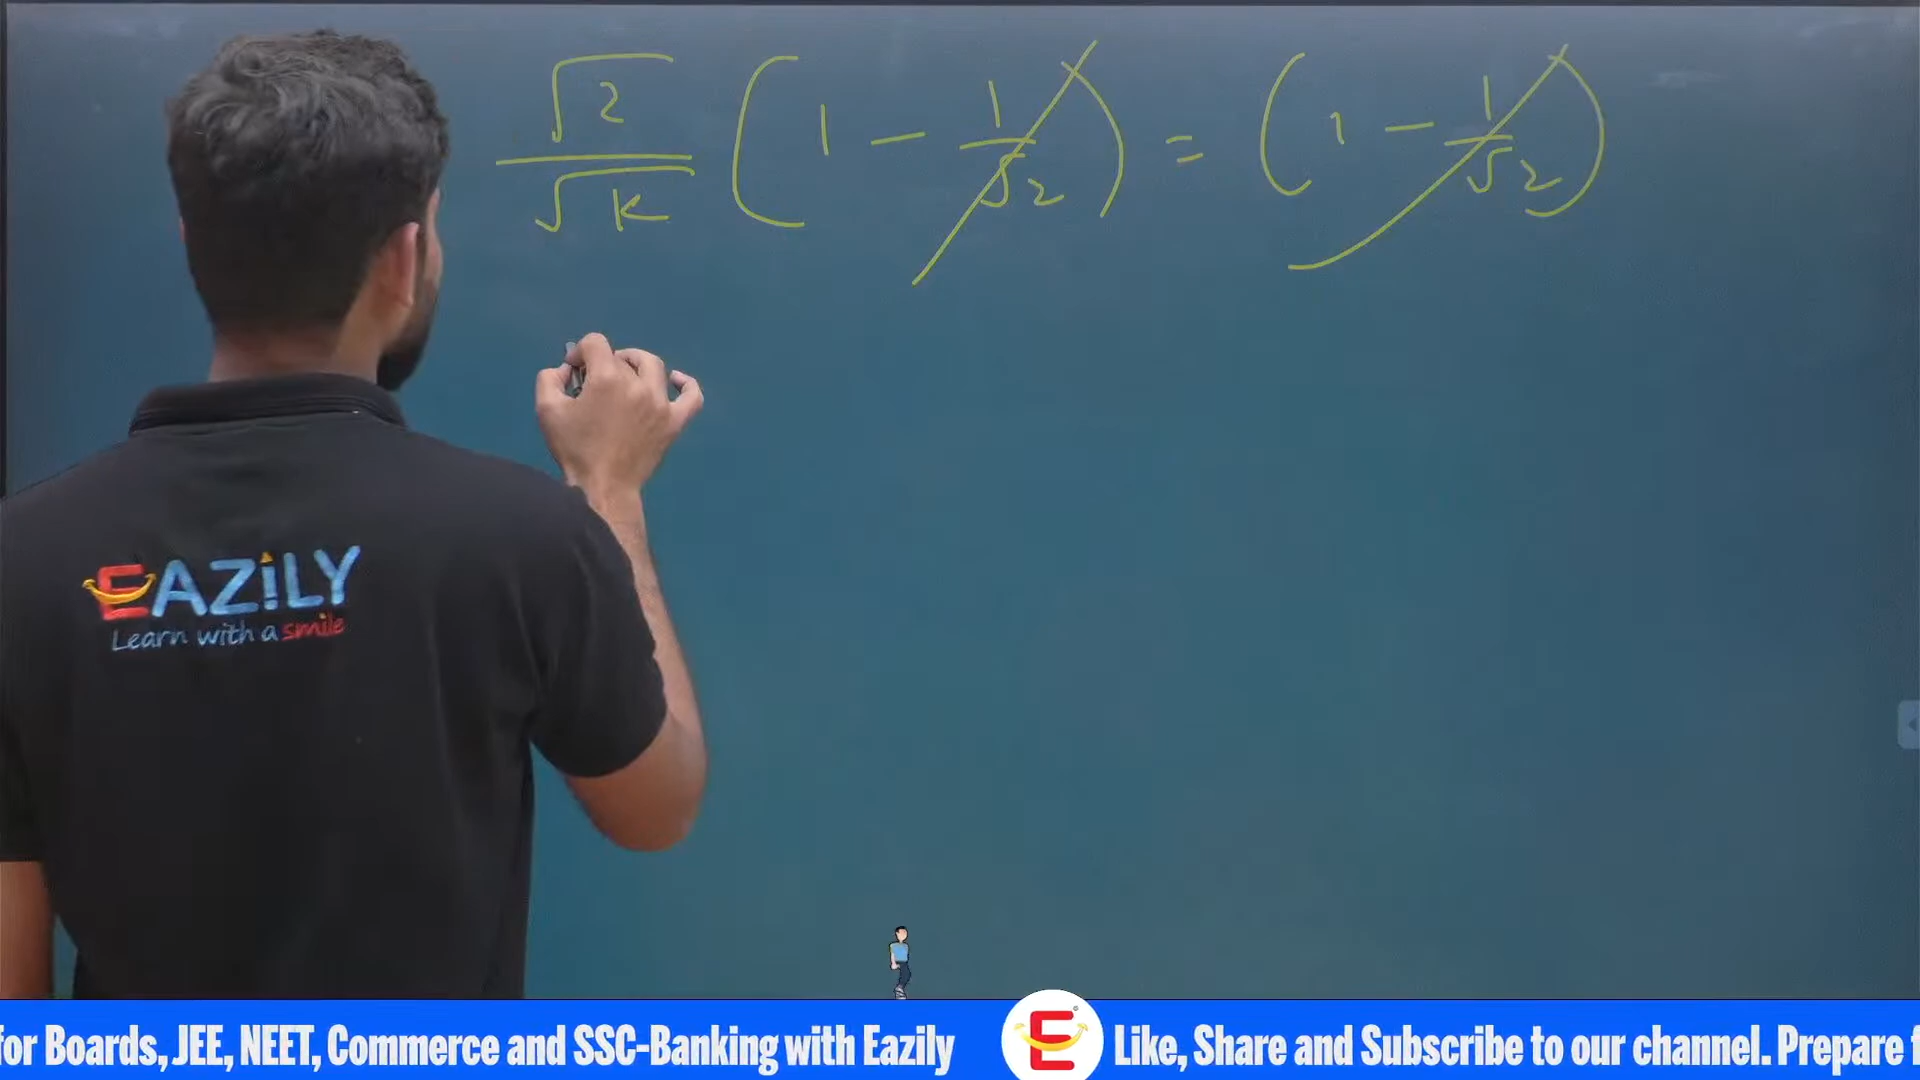 √2/√k (1 - 1/√2) = (1 - 1/√2)
EAZiLY
Learn with a smile
for Boards, JEE, NEET, Commerce and SSC-Banking with Eazily E Like, Share and Subscribe to our channel. Prepare f